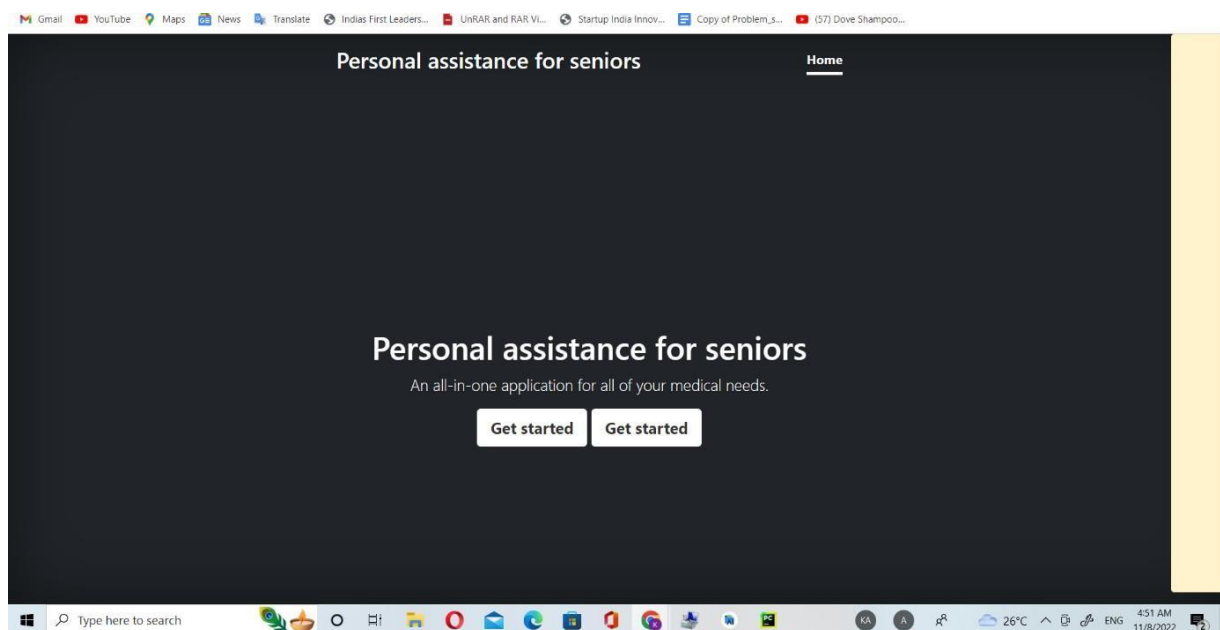 Gmail YouTube Maps News Translate Indias First Leaders... UnRAR and RAR Vi... Startup India Innov... Copy of Problem_s... (57) Dove Shampoo...
Personal assistance for seniors Home
Personal assistance for seniors
An all-in-one application for all of your medical needs.
Get started Get started
Type here to search KA A 26°C ENG 4:51 AM
11/8/2022 2